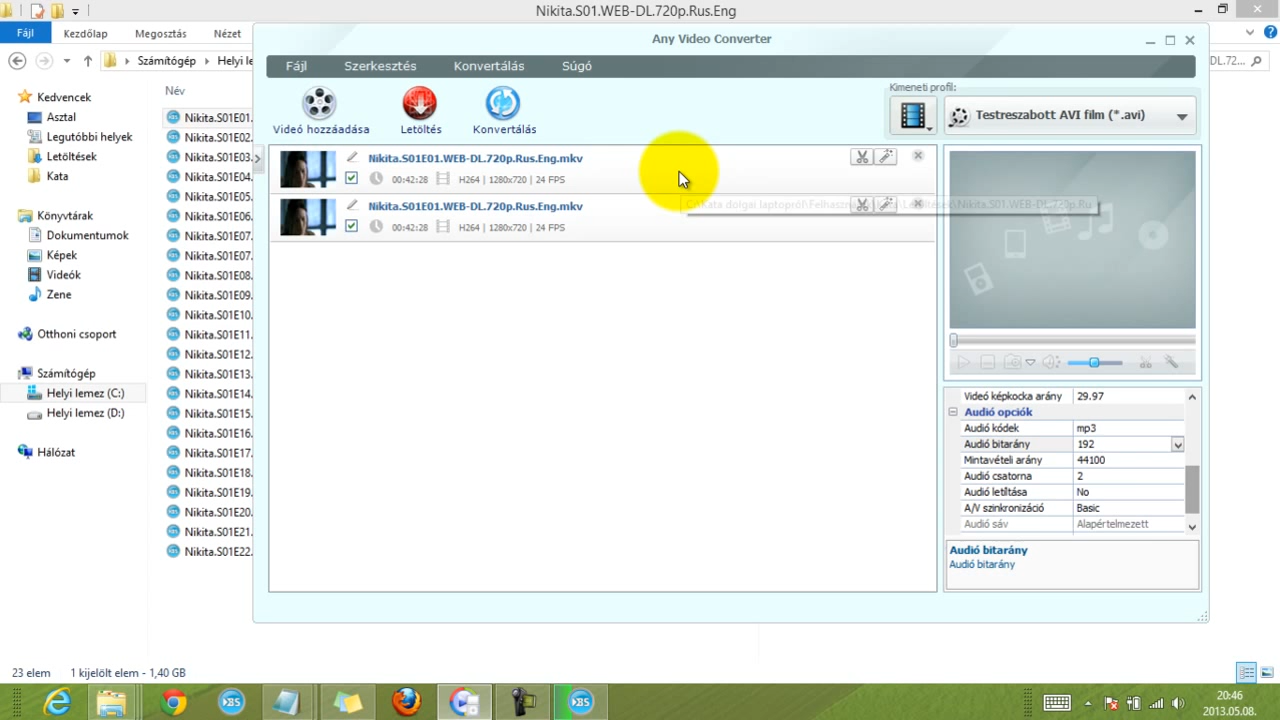 Nikita.S01.WEB-DL.720p.Rus.Eng
Fájl Kezdőlap Megosztás Nézet
Számítógép Helyi le
DL.72...
Any Video Converter
Fájl Szerkesztés Konvertálás Súgó
Videó hozzáadása Letöltés Konvertálás
Kimeneti profil:
Testreszabott AVI film (*.avi)
Kedvencek
Asztal
Legutóbbi helyek
Letöltések
Kata
Könyvtárak
Dokumentumok
Képek
Videók
Zene
Otthoni csoport
Számítógép
Helyi lemez (C:)
Helyi lemez (D:)
Hálózat
Név
Nikita.S01E01.
Nikita.S01E02.
Nikita.S01E03.
Nikita.S01E04.
Nikita.S01E05.
Nikita.S01E06.
Nikita.S01E07.
Nikita.S01E07.
Nikita.S01E08.
Nikita.S01E09.
Nikita.S01E10.
Nikita.S01E11.
Nikita.S01E12.
Nikita.S01E13.
Nikita.S01E14.
Nikita.S01E15.
Nikita.S01E16.
Nikita.S01E17.
Nikita.S01E18.
Nikita.S01E19.
Nikita.S01E20.
Nikita.S01E21.
Nikita.S01E22.
Nikita.S01E01.WEB-DL.720p.Rus.Eng.mkv
00:42:28 H264 | 1280x720 | 24 FPS
Nikita.S01E01.WEB-DL.720p.Rus.Eng.mkv
00:42:28 H264 | 1280x720 | 24 FPS
Videó képkocka arány 29.97
Audió opciók
Audió kódek mp3
Audió bitarány 192
Mintavételi arány 44100
Audió csatorna 2
Audió letíltása No
A/V szinkronizáció Basic
Audió sáv Alapértelmezett
Audió bitarány
Audió bitarány
23 elem 1 kijelölt elem - 1,40 GB
20:46
2013.05.08.